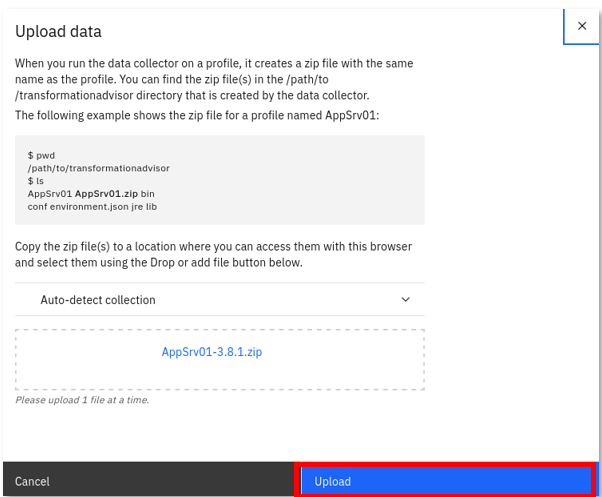 Upload data
When you run the data collector on a profile, it creates a zip file with the same
name as the profile. You can find the zip file(s) in the /path/to
/transformationadvisor directory that is created by the data collector.
The following example shows the zip file for a profile named AppSrv01:
$ pwd
/path/to/transformationadvisor
$ ls
AppSrv01 AppSrv01.zip bin
conf environment.json jre lib
Copy the zip file(s) to a location where you can access them with this browser
and select them using the Drop or add file button below.
Auto-detect collection
AppSrv01-3.8.1.zip
Please upload 1 file at a time.
Cancel
Upload